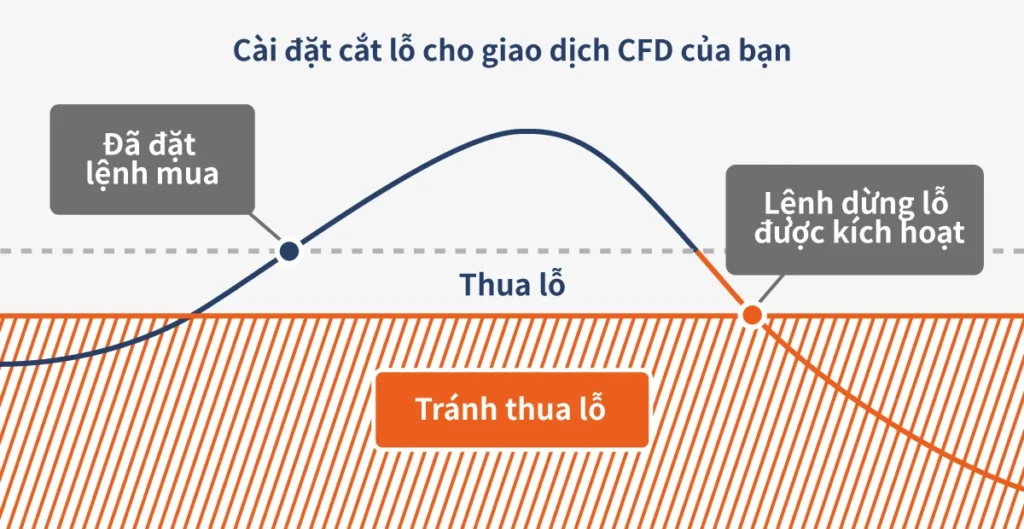 Cài đặt cắt lỗ cho giao dịch CFD của bạn
Đã đặt
lệnh mua
Lệnh dừng lỗ
được kích hoạt
Thua lỗ
Tránh thua lỗ